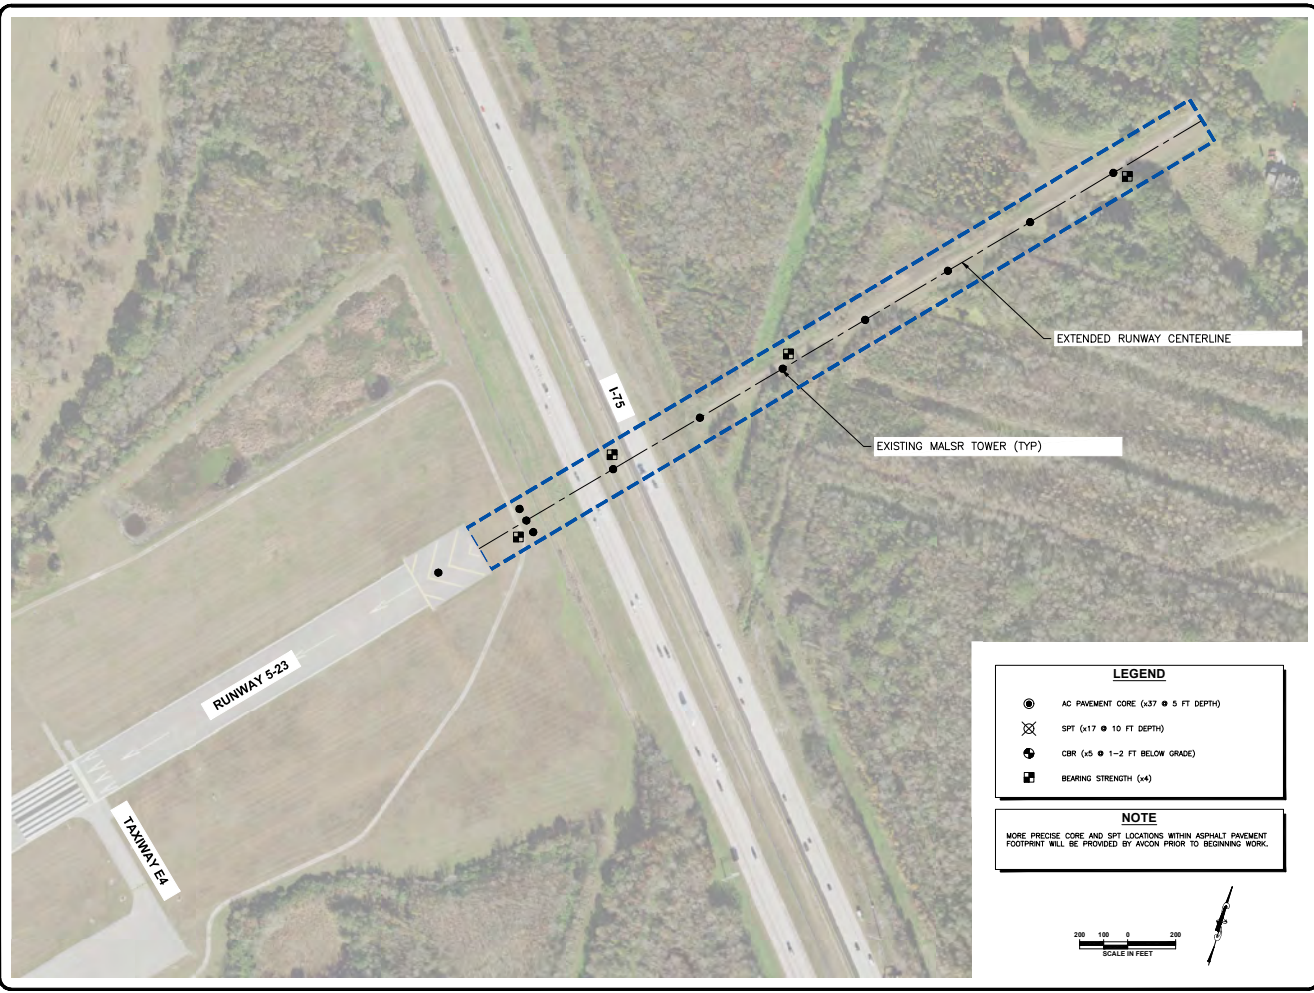 I-75
EXTENDED RUNWAY CENTERLINE
EXISTING MALSR TOWER (TYP)
RUNWAY 5-23
TAXIWAY E4
LEGEND
AC PAVEMENT CORE (x37 @ 5 FT DEPTH)
SPT (x17 @ 10 FT DEPTH)
CBR (x5 @ 1-2 FT BELOW GRADE)
BEARING STRENGTH (x4)
NOTE
MORE PRECISE CORE AND SPT LOCATIONS WITHIN ASPHALT PAVEMENT
FOOTPRINT WILL BE PROVIDED BY AVCON PRIOR TO BEGINNING WORK.
200 100 0 200
SCALE IN FEET